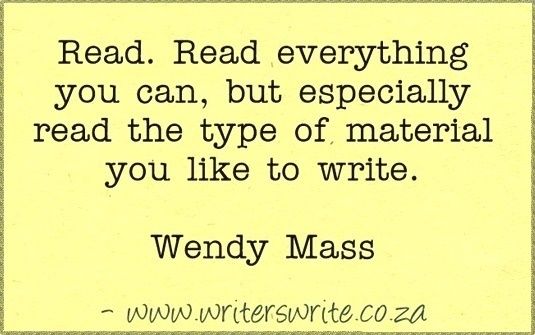 Read. Read everything
you can, but especially
read the type of material
you like to write.
Wendy Mass
- www.writerswrite.co.za